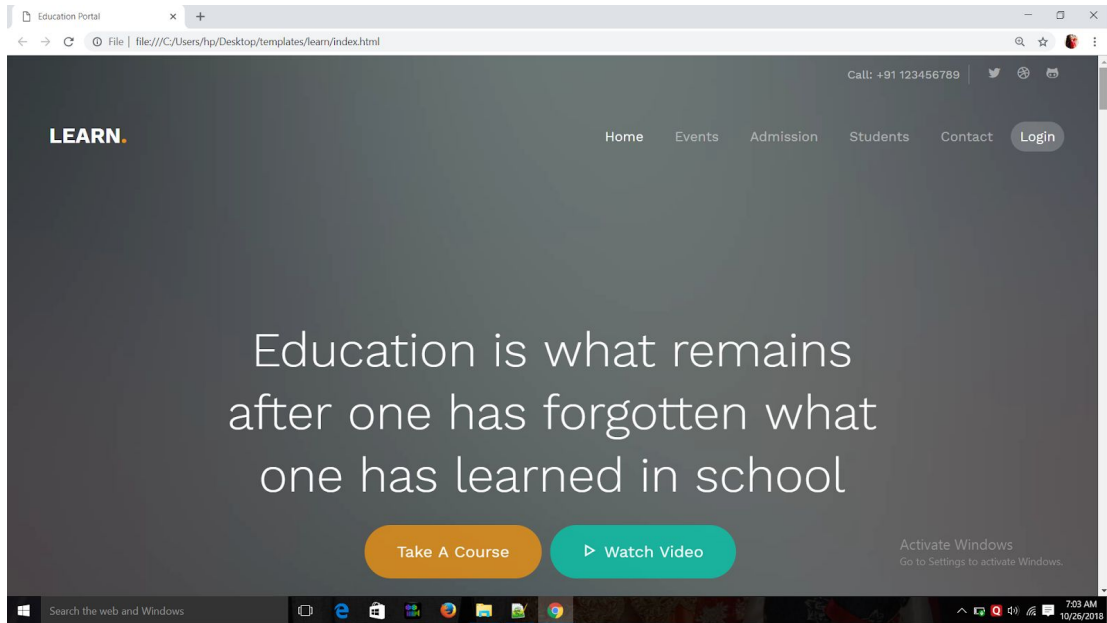 Education Portal
File | file:///C:/Users/hp/Desktop/templates/learn/index.html
Call: +91 123456789
LEARN.
Home Events Admission Students Contact Login
Education is what remains
after one has forgotten what
one has learned in school
Take A Course Watch Video
Activate Windows
Go to Settings to activate Windows.
Search the web and Windows
7:03 AM
10/26/2018